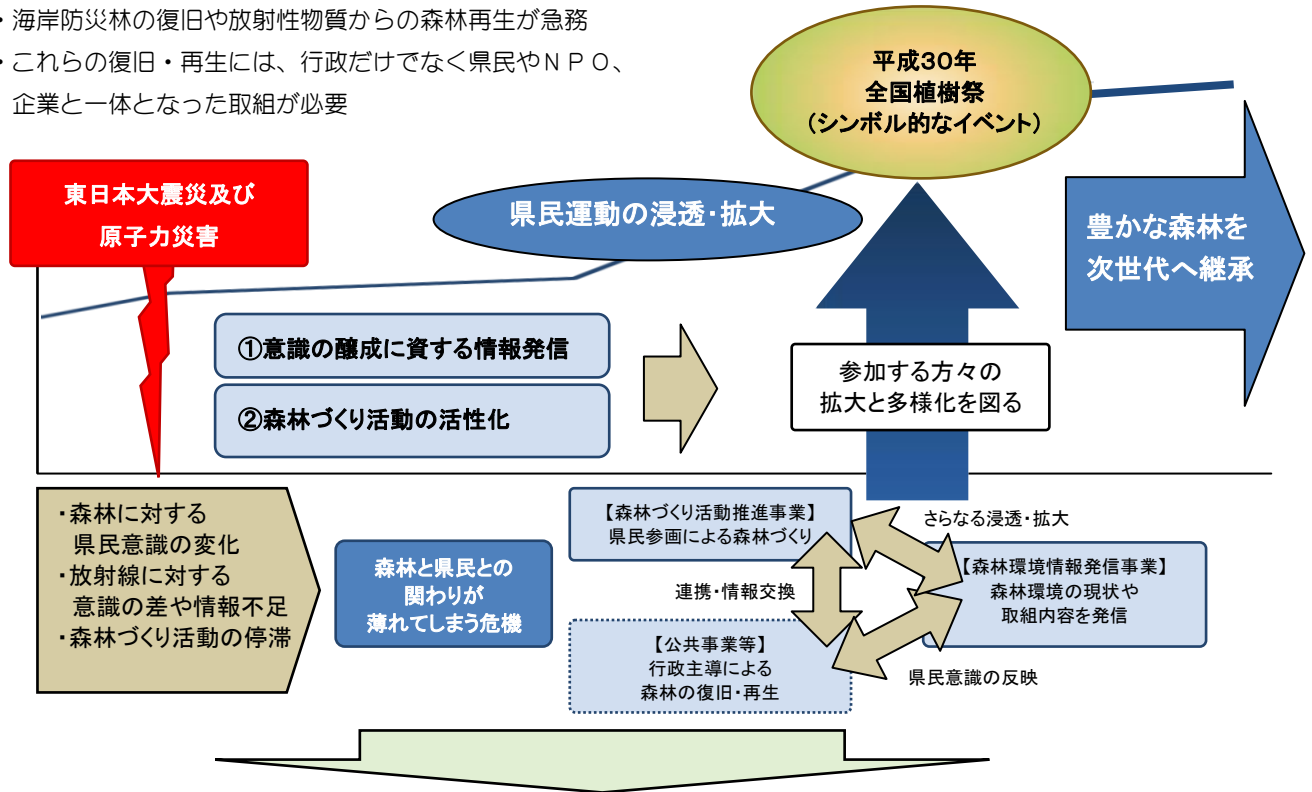 ・海岸防災林の復旧や放射性物質からの森林再生が急務
・これらの復旧・再生には、行政だけでなく県民やＮＰＯ、
企業と一体となった取組が必要
平成30年
全国植樹祭
（シンボル的なイベント）
東日本大震災及び
原子力災害
県民運動の浸透・拡大
豊かな森林を
次世代へ継承
①意識の醸成に資する情報発信
②森林づくり活動の活性化
参加する方々の
拡大と多様化を図る
・森林に対する
県民意識の変化
・放射線に対する
意識の差や情報不足
・森林づくり活動の停滞
森林と県民との
関わりが
薄れてしまう危機
【森林づくり活動推進事業】
県民参画による森林づくり
さらなる浸透・拡大
連携・情報交換
【森林環境情報発信事業】
森林環境の現状や
取組内容を発信
【公共事業等】
行政主導による
森林の復旧・再生
県民意識の反映